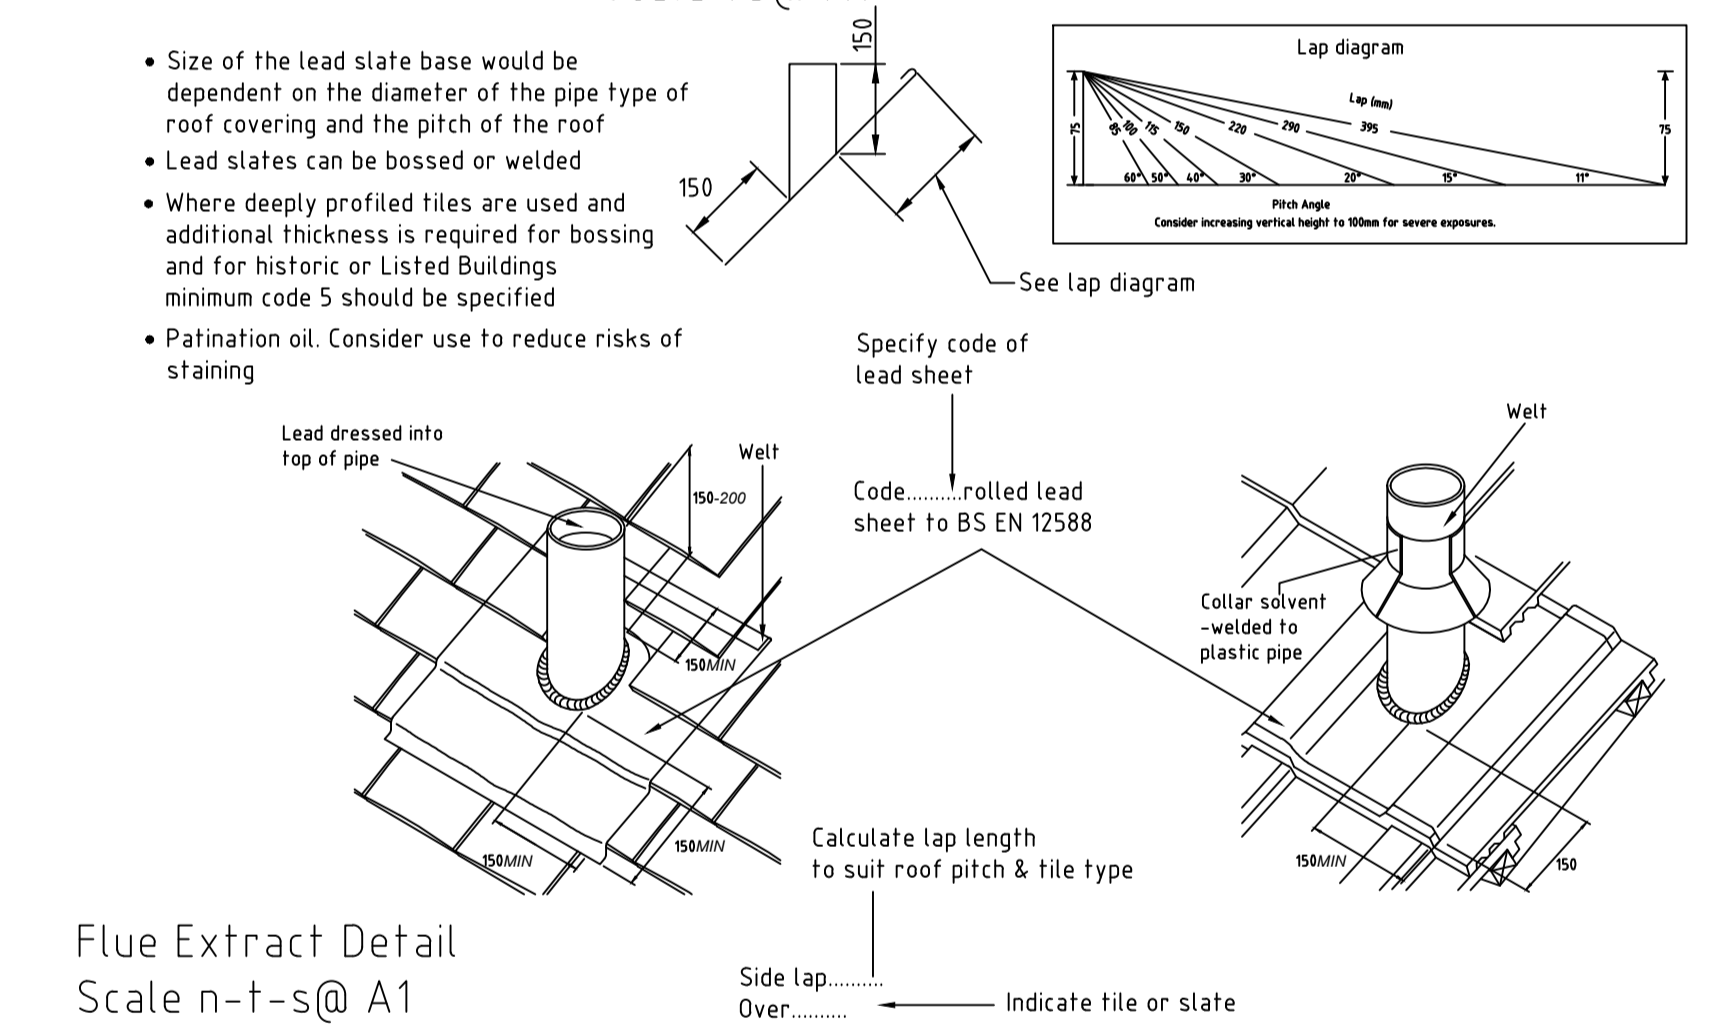 • Size of the lead slate base would be
dependent on the diameter of the pipe type of
roof covering and the pitch of the roof
• Lead slates can be bossed or welded
• Where deeply profiled tiles are used and
additional thickness is required for bossing
and for historic or Listed Buildings
minimum code 5 should be specified
• Patination oil. Consider use to reduce risks of
staining
150
150
See lap diagram
Lap diagram
Lap (mm)
75
85
100
115
150
220
290
395
75
60°
50°
40°
30°
20°
15°
11°
Pitch Angle
Consider increasing vertical height to 100mm for severe exposures.
Specify code of
lead sheet
Code..........rolled lead
sheet to BS EN 12588
Lead dressed into
top of pipe
Welt
150-200
150MIN
150MIN
150MIN
Welt
Collar solvent
-welded to
plastic pipe
150MIN
150
Calculate lap length
to suit roof pitch & tile type
Side lap..........
Over..........
Indicate tile or slate
Flue Extract Detail
Scale n-t-s@ A1